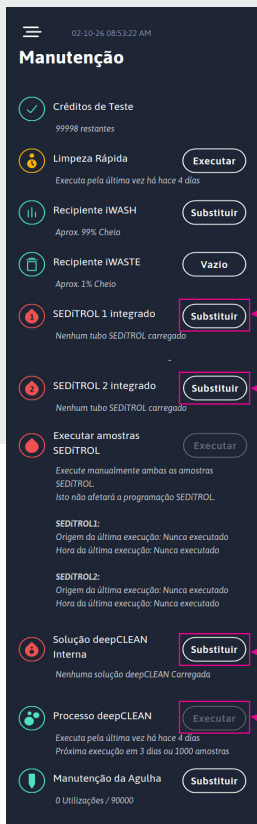 02-10-26 08:53:22 AM
Manutenção
Créditos de Teste
99998 restantes
Limpeza Rápida
Executar
Executa pela última vez há hace 4 dias
Recipiente iWASH
Substituir
Aprox. 99% Cheio
Recipiente iWASTE
Vazio
Aprox. 1% Cheio
1
SEDiTROL 1 integrado
Substituir
Nenhum tubo SEDiTROL carregado
-
2
SEDiTROL 2 integrado
Substituir
Nenhum tubo SEDiTROL carregado
Executar amostras
SEDiTROL
Executar
Execute manualmente ambas as amostras
SEDiTROL.
Isto não afetará a programação SEDiTROL.
SEDiTROL1:
Origem da última execução: Nunca executado
Hora da última execução: Nunca executado
SEDiTROL2:
Origem da última execução: Nunca executado
Hora da última execução: Nunca executado
Solução deepCLEAN
Interna
Substituir
Nenhuma solução deepCLEAN Carregada
Processo deepCLEAN
Executar
Executa pela última vez há hace 4 dias
Próxima execução em 3 dias ou 1000 amostras
Manutenção da Agulha
Substituir
0 Utilizações / 90000